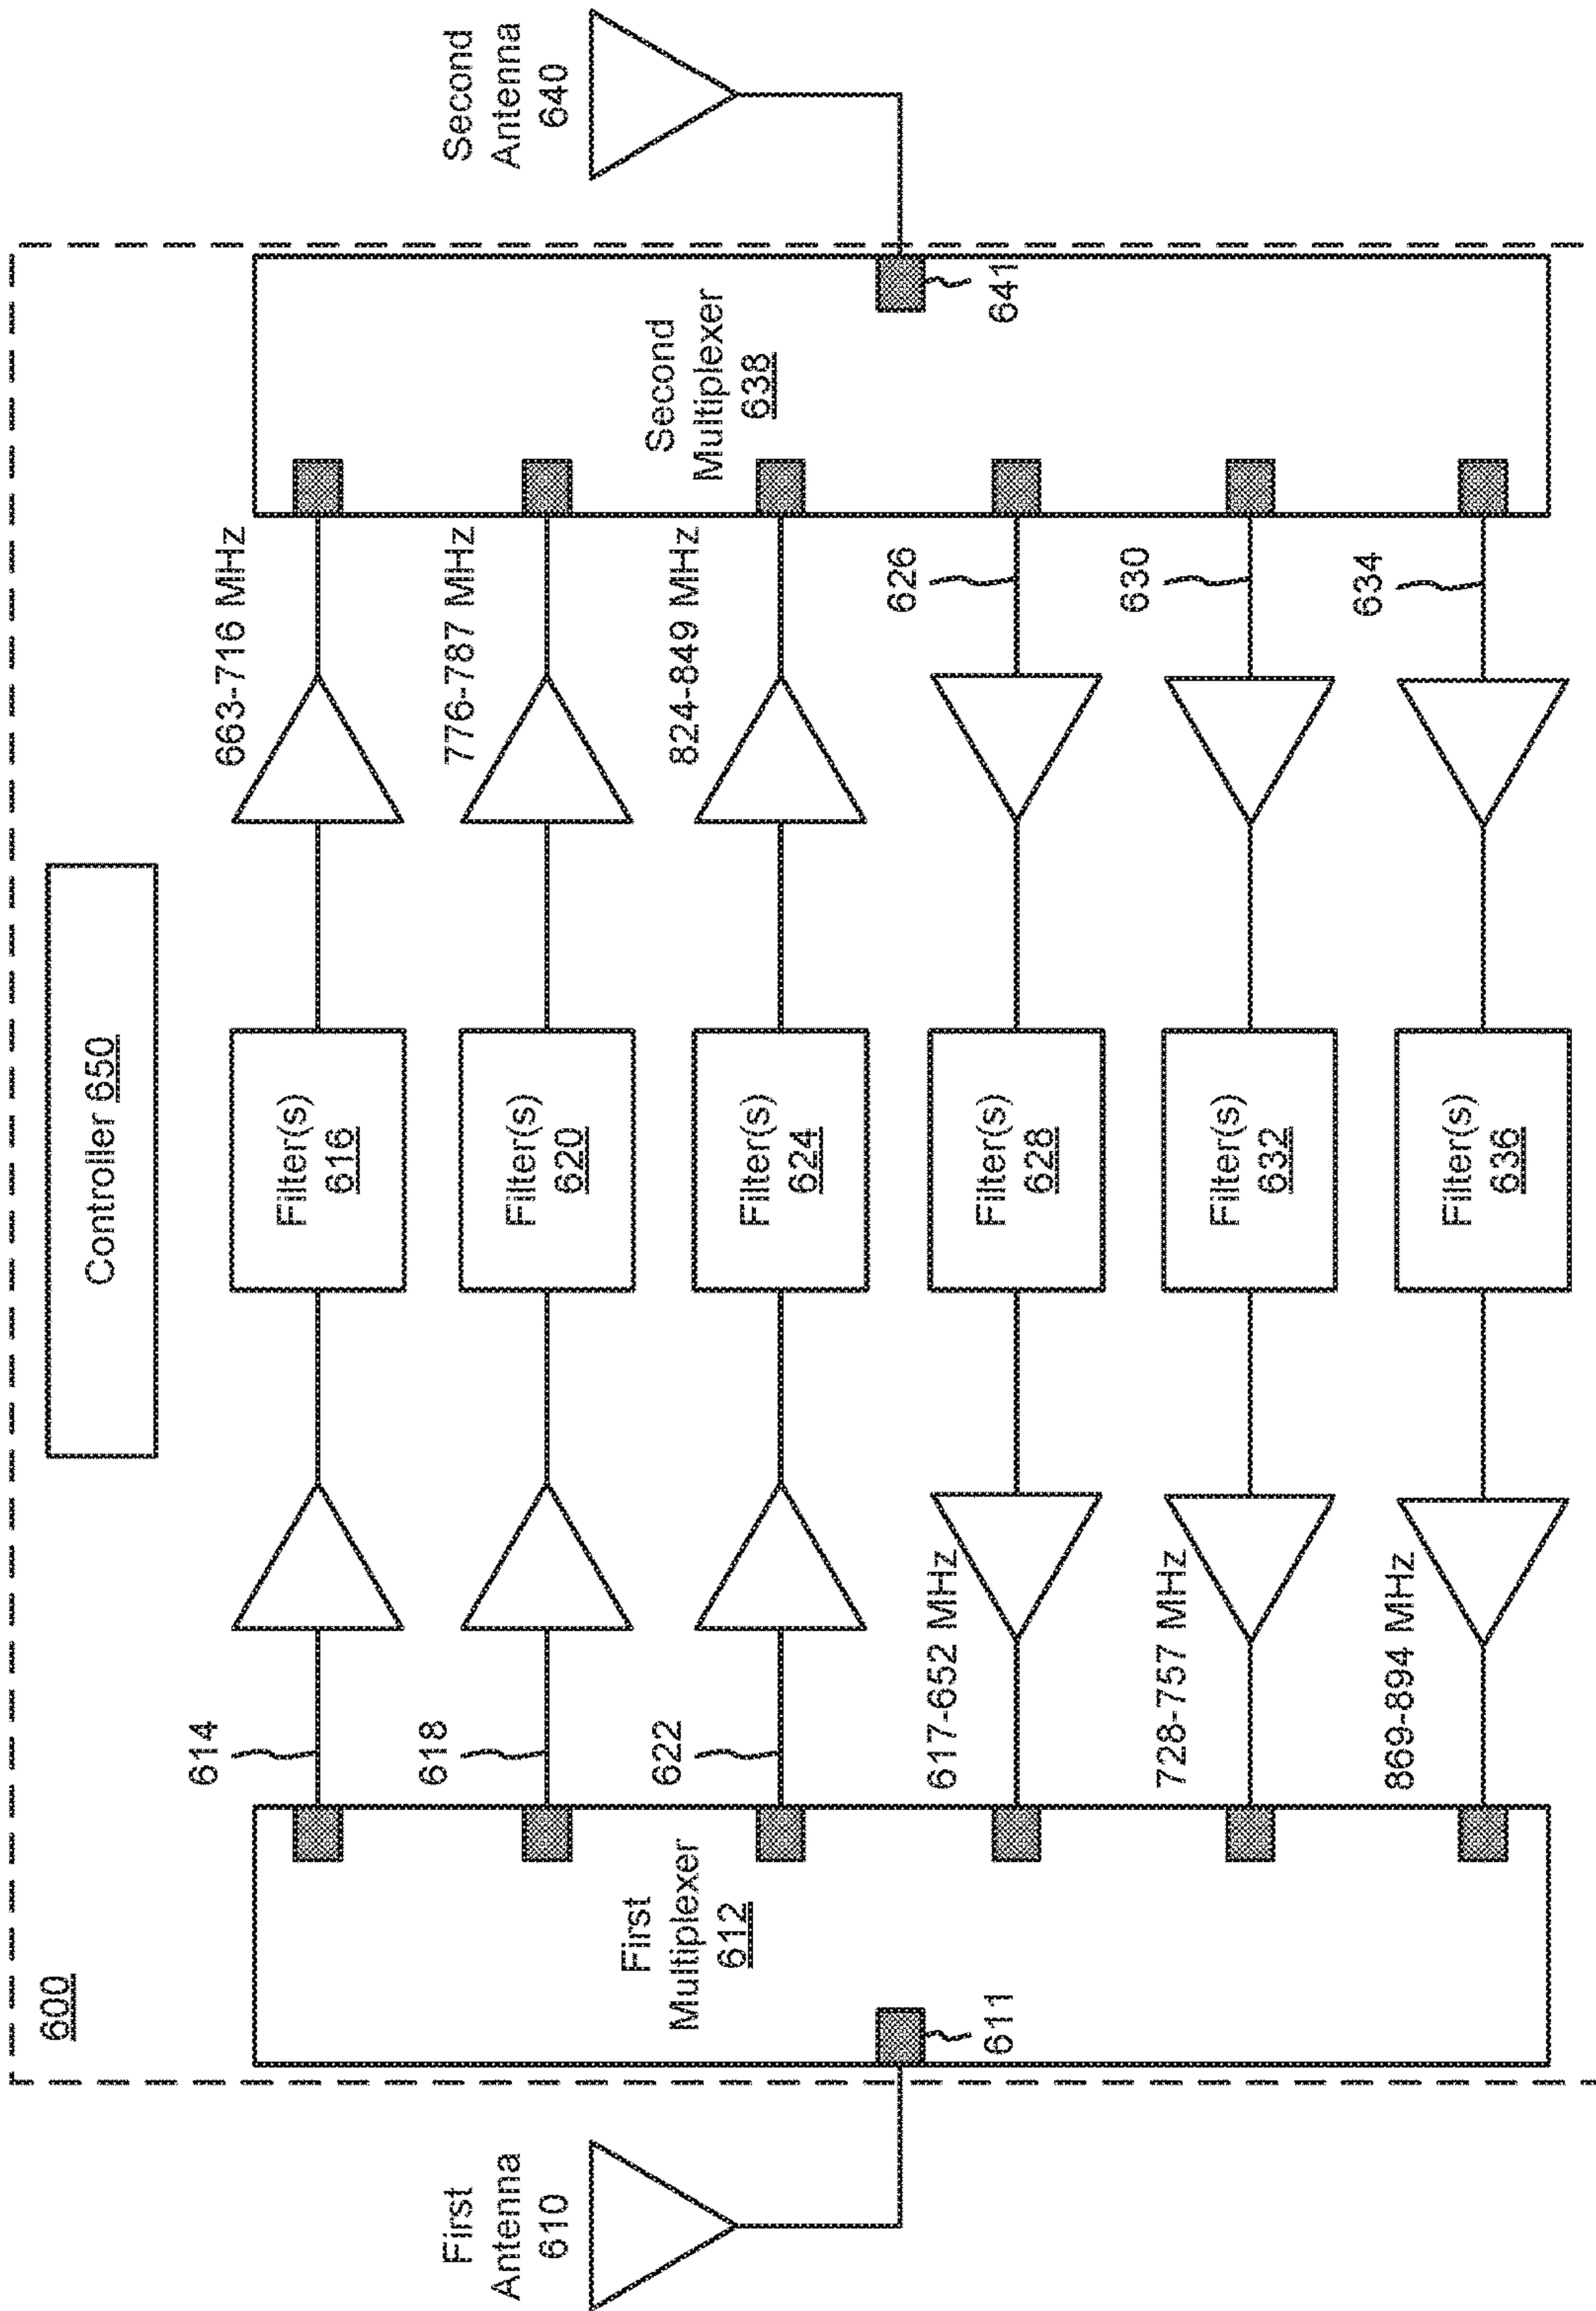 600
Controller 650
First
Antenna
610
611
First
Multiplexer
612
614
Filter(s)
616
663-716 MHz
618
Filter(s)
620
776-787 MHz
622
Filter(s)
624
824-849 MHz
617-652 MHz
Filter(s)
628
626
728-757 MHz
Filter(s)
632
630
869-894 MHz
Filter(s)
636
634
Second
Multiplexer
638
641
Second
Antenna
640